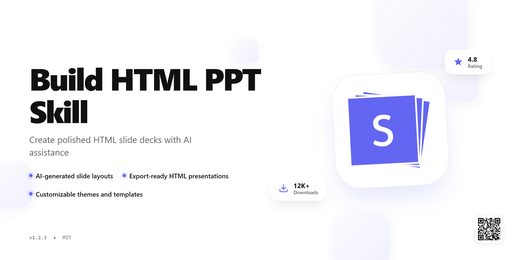 Build HTML PPT
Skill
Create polished HTML slide decks with AI
assistance
AI-generated slide layouts
Export-ready HTML presentations
Customizable themes and templates
v1.2.3 • MIT
4.8
Rating
S
12K+
Downloads